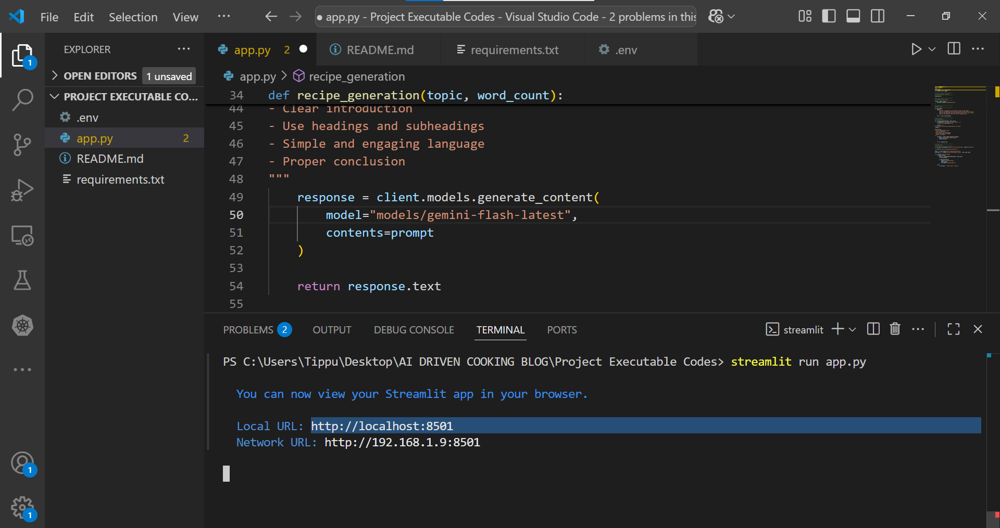 File Edit Selection View ···
● app.py - Project Executable Codes - Visual Studio Code - 2 problems in this
EXPLORER ···
OPEN EDITORS 1 unsaved
PROJECT EXECUTABLE CO...
.env
app.py 2
README.md
requirements.txt
1
1
1
app.py 2 ●
README.md
requirements.txt
.env
app.py > recipe_generation
34 def recipe_generation(topic, word_count):
44 - Clear introduction
45 - Use headings and subheadings
46 - Simple and engaging language
47 - Proper conclusion
48 """
49 response = client.models.generate_content(
50 model="models/gemini-flash-latest",
51 contents=prompt
52 )
53
54 return response.text
55
PROBLEMS 2 OUTPUT DEBUG CONSOLE TERMINAL PORTS
streamlit
PS C:\Users\Tippu\Desktop\AI DRIVEN COOKING BLOG\Project Executable Codes> streamlit run app.py
You can now view your Streamlit app in your browser.
Local URL: http://localhost:8501
Network URL: http://192.168.1.9:8501